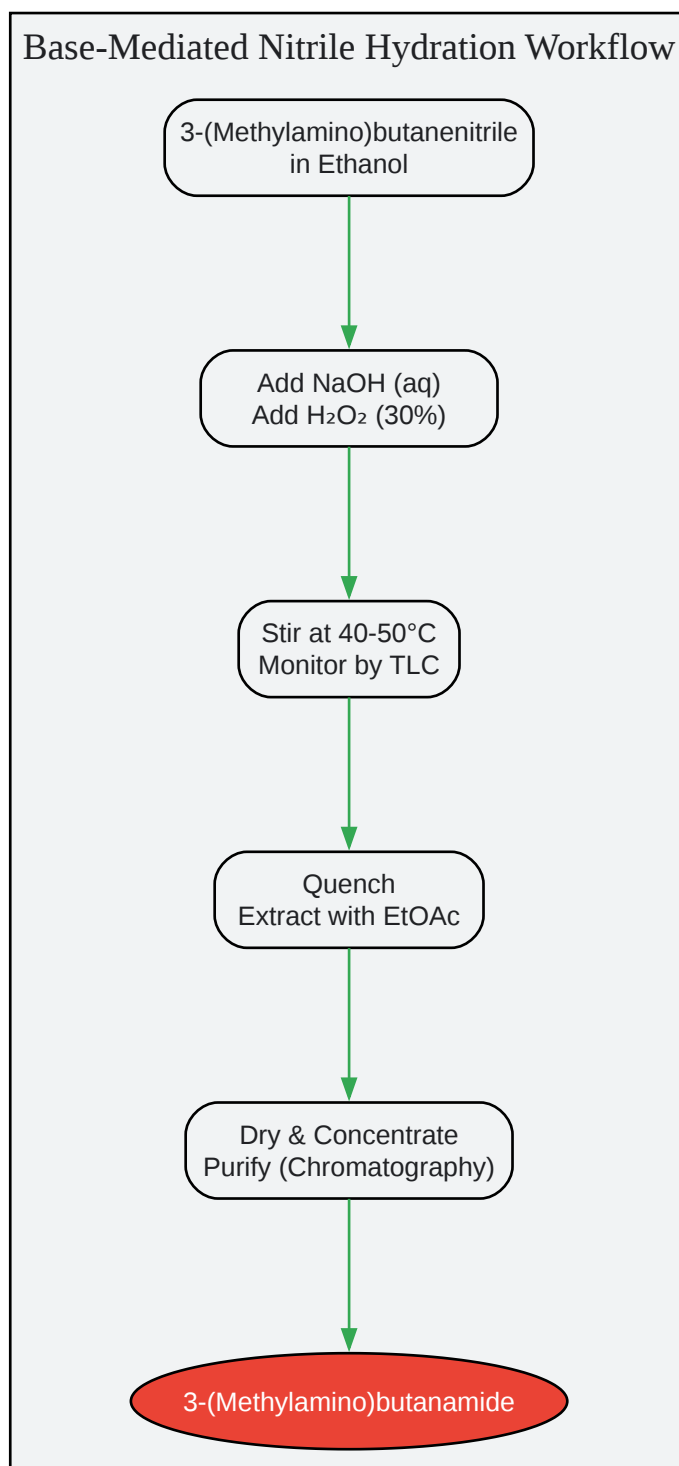 Base-Mediated Nitrile Hydration Workflow
3-(Methylamino)butanenitrile
in Ethanol
Add NaOH (aq)
Add H₂O₂ (30%)
Stir at 40-50°C
Monitor by TLC
Quench
Extract with EtOAc
Dry & Concentrate
Purify (Chromatography)
3-(Methylamino)butanamide